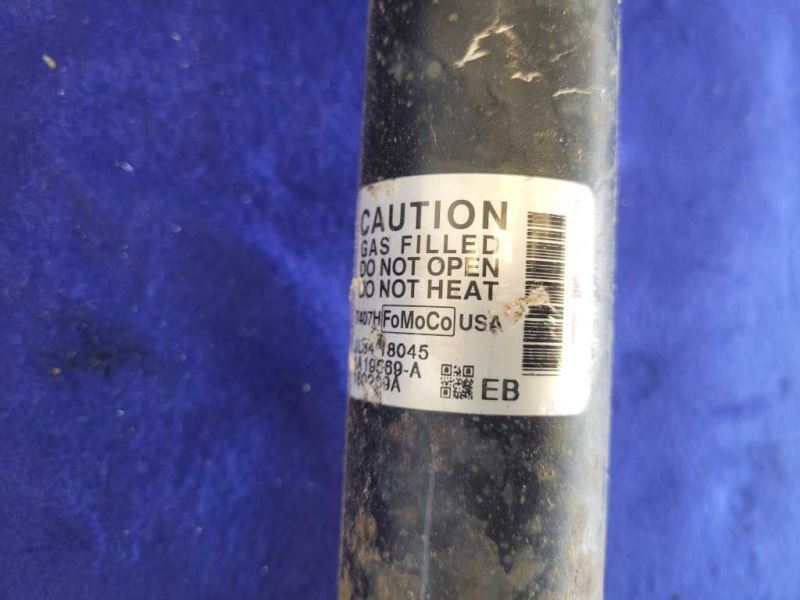 CAUTION
GAS FILLED
DO NOT OPEN
DO NOT HEAT
FoMoCo USA
18045
EB